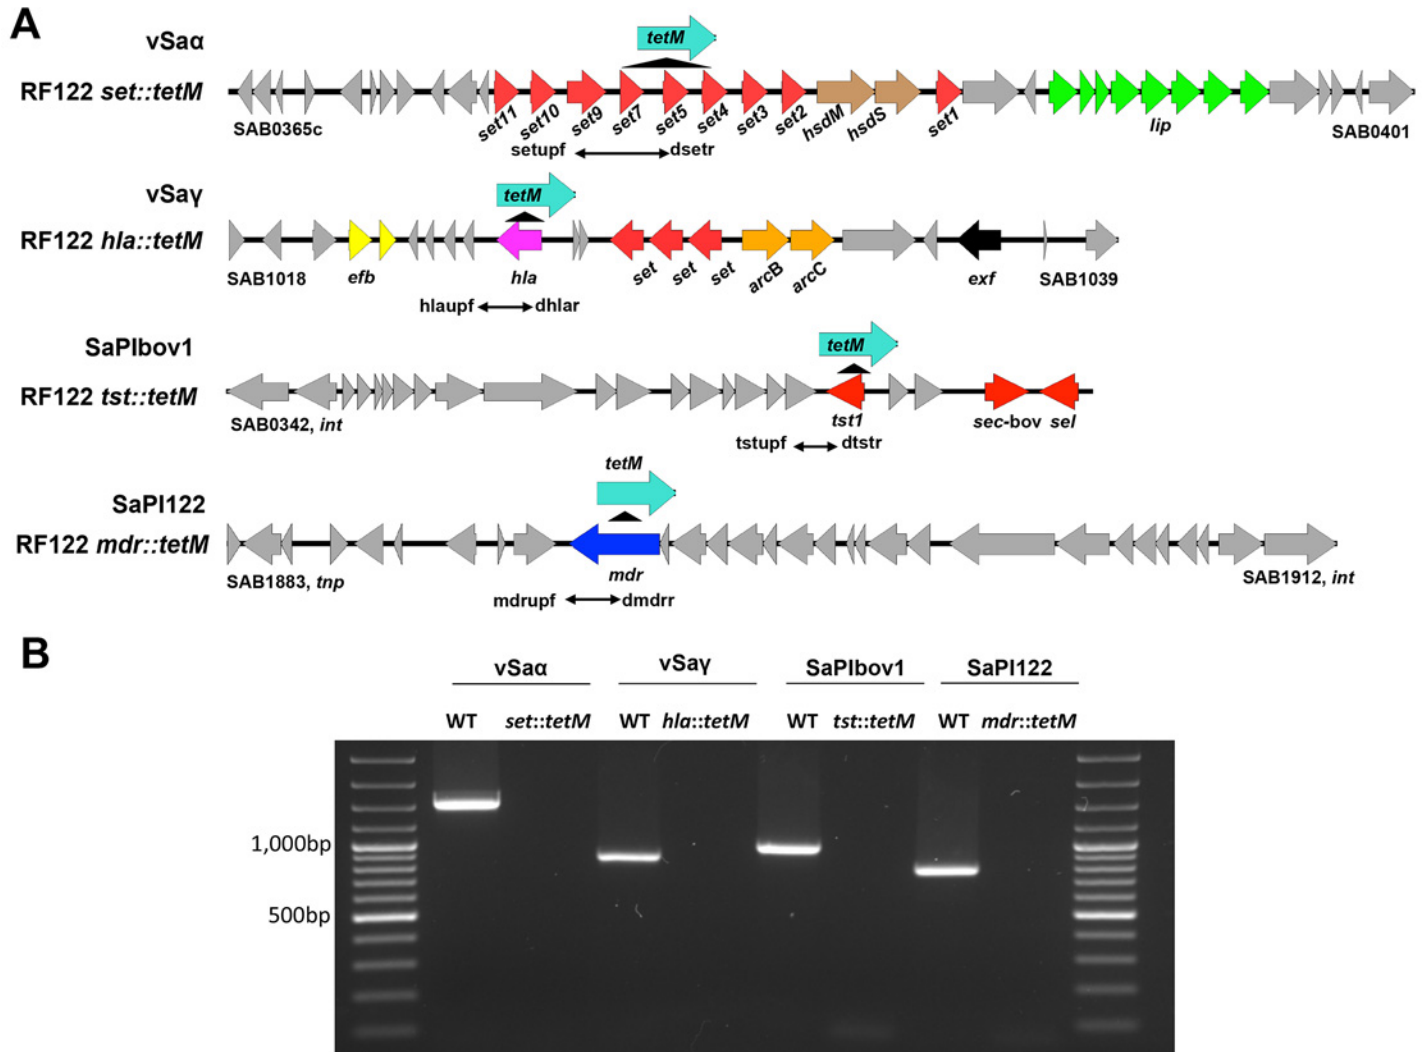 A
vSaα
tetM
RF122 set::tetM
SAB0365c
set11 set10 set9 set7 set5 set4 set3 set2 hsdM hsdS set1
lip
SAB0401
setupf dsetr
vSaγ
tetM
RF122 hla::tetM
SAB1018 efb hla set set set arcB arcC exf SAB1039
hlaupf dhlar
SaPIbov1
tetM
RF122 tst::tetM
SAB0342, int tst1 sec-bov sel
tstupf dtstr
tetM
SaPI122
RF122 mdr::tetM
SAB1883, tnp mdr SAB1912, int
mdrupf dmdrr
B
vSaα vSaγ SaPIbov1 SaPI122
WT set::tetM WT hla::tetM WT tst::tetM WT mdr::tetM
1,000bp
500bp